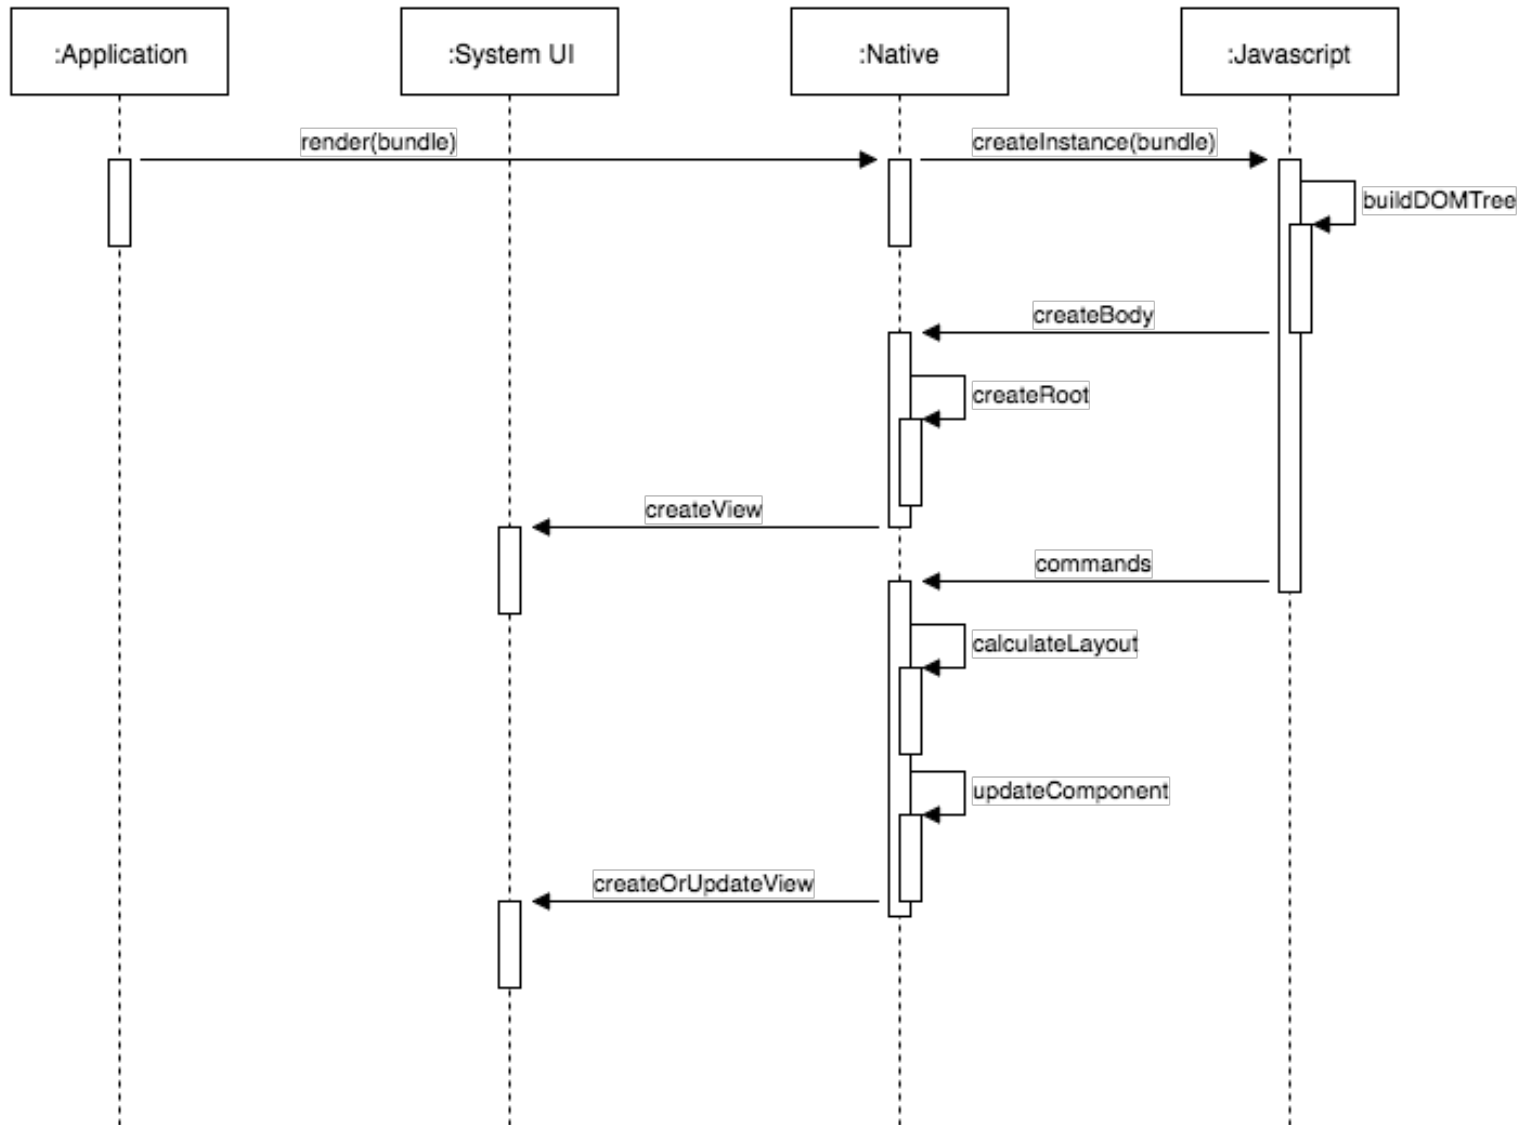 :Application
:System UI
:Native
:Javascript
render(bundle)
createInstance(bundle)
buildDOMTree
createBody
createRoot
createView
commands
calculateLayout
updateComponent
createOrUpdateView